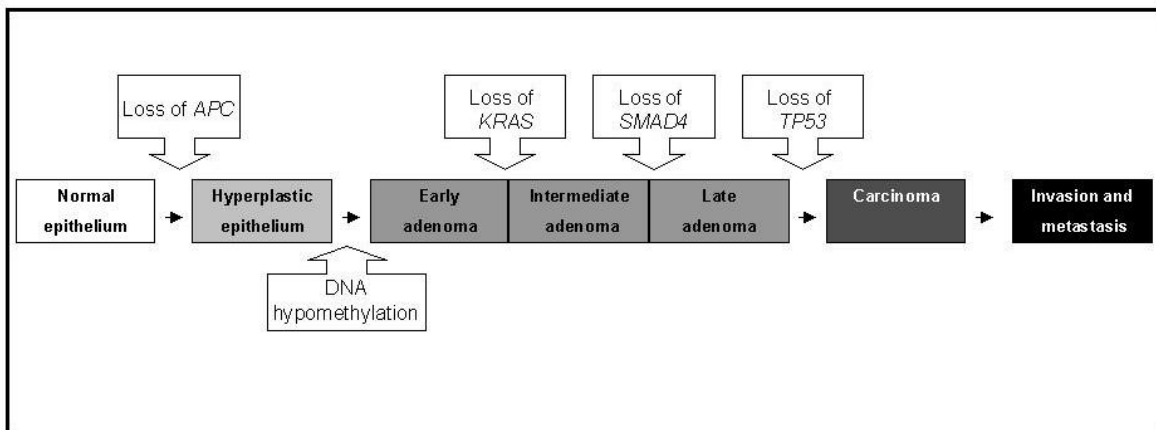 Loss of APC
Loss of
KRAS
Loss of
SMAD4
Loss of
TP53
Normal
epithelium
Hyperplastic
epithelium
Early
adenoma
Intermediate
adenoma
Late
adenoma
Carcinoma
Invasion and
metastasis
DNA
hypomethylation